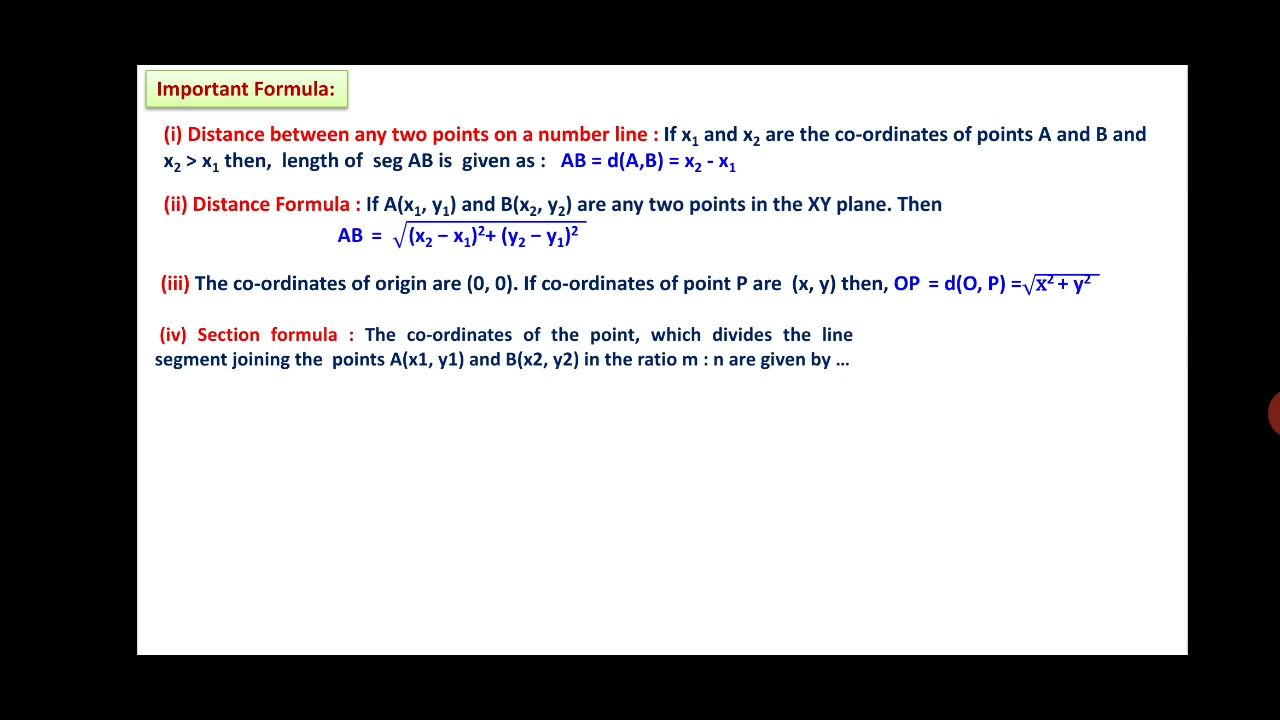 Important Formula:
(i) Distance between any two points on a number line : If x₁ and x₂ are the co-ordinates of points A and B and
x₂ > x₁ then, length of seg AB is given as : AB = d(A,B) = x₂ - x₁
(ii) Distance Formula : If A(x₁, y₁) and B(x₂, y₂) are any two points in the XY plane. Then
AB = √(x₂ − x₁)²+ (y₂ − y₁)²
(iii) The co-ordinates of origin are (0, 0). If co-ordinates of point P are (x, y) then, OP = d(O, P) =√x²+ y²
(iv) Section formula : The co-ordinates of the point, which divides the line
segment joining the points A(x1, y1) and B(x2, y2) in the ratio m : n are given by ...